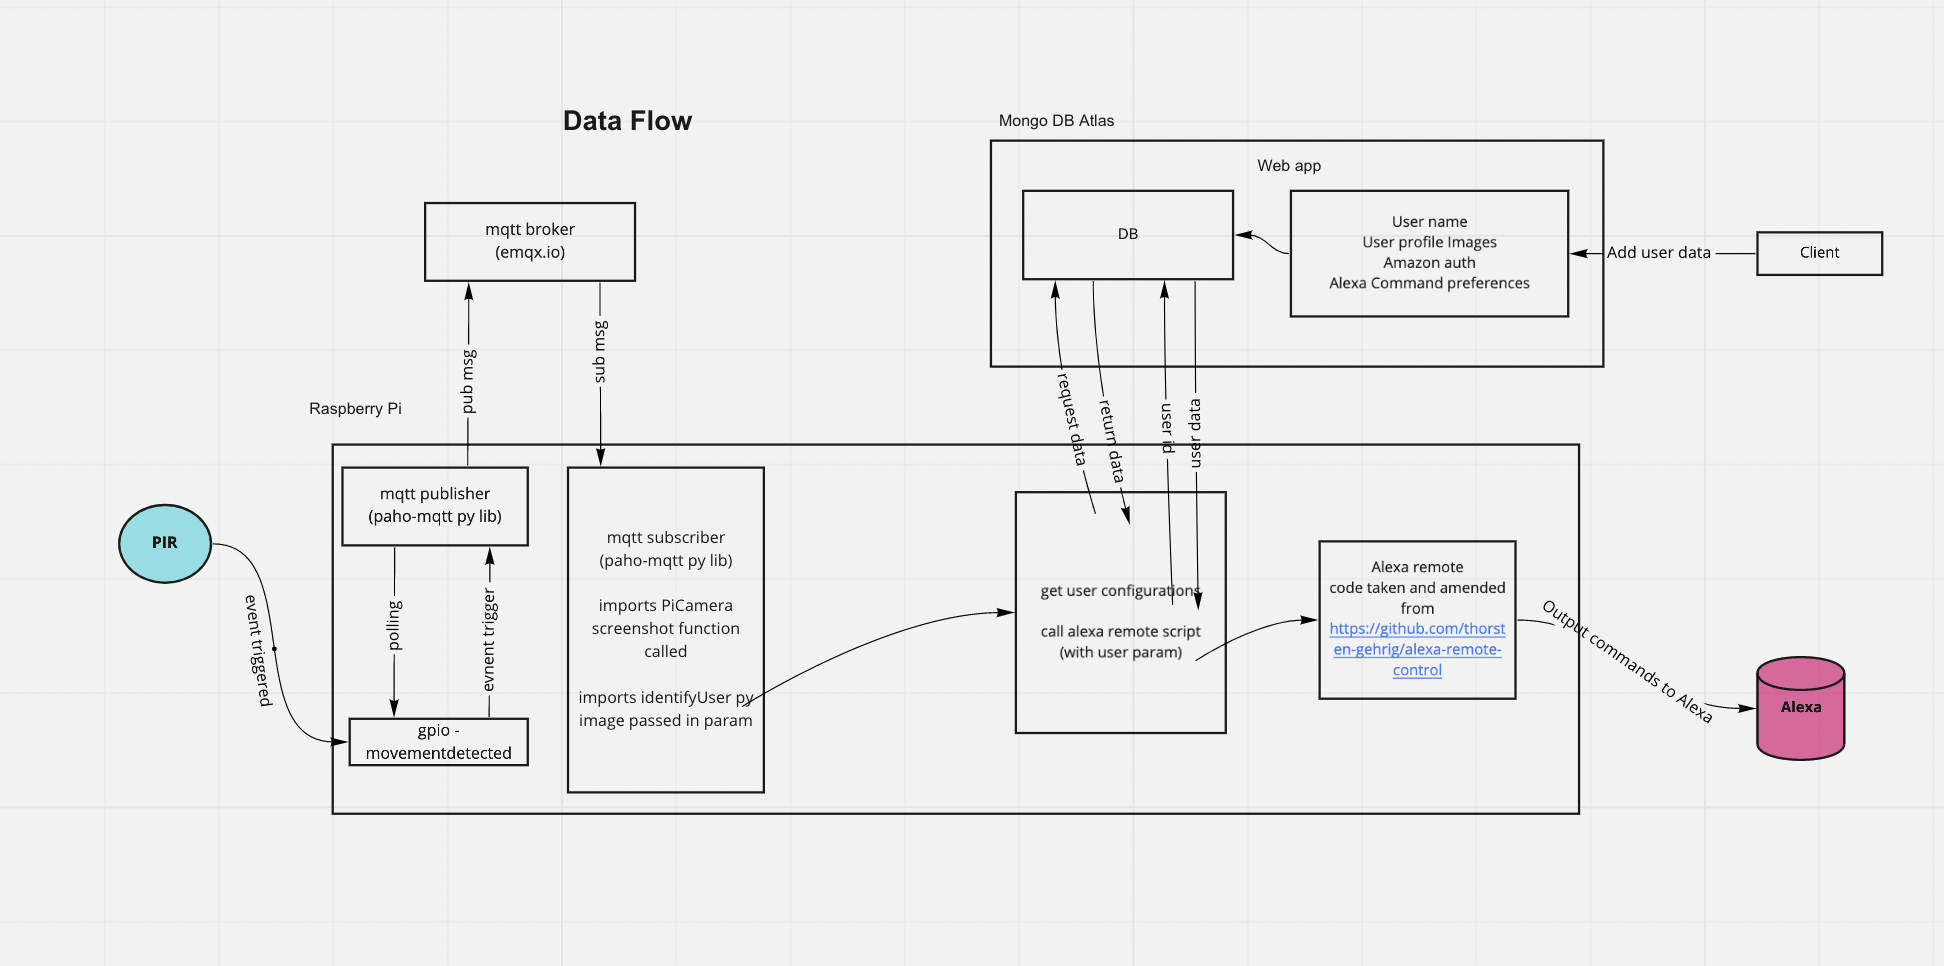 Data Flow
Mongo DB Atlas
Web app
mqtt broker
(emqx.io)
DB
User name
User profile Images
Amazon auth
Alexa Command preferences
Add user data
Client
pub msg
sub msg
request data
return data
user id
user data
Raspberry Pi
mqtt publisher
(paho-mqtt py lib)
PIR
event triggered
polling
evnent trigger
gpio -
movementdetected
mqtt subscriber
(paho-mqtt py lib)
imports PiCamera
screenshot function
called
imports identifyUser py
image passed in param
get user configurations
call alexa remote script
(with user param)
Alexa remote
code taken and amended
from
https://github.com/thorst
en-gehrig/alexa-remote-
control
Output commands to Alexa
Alexa